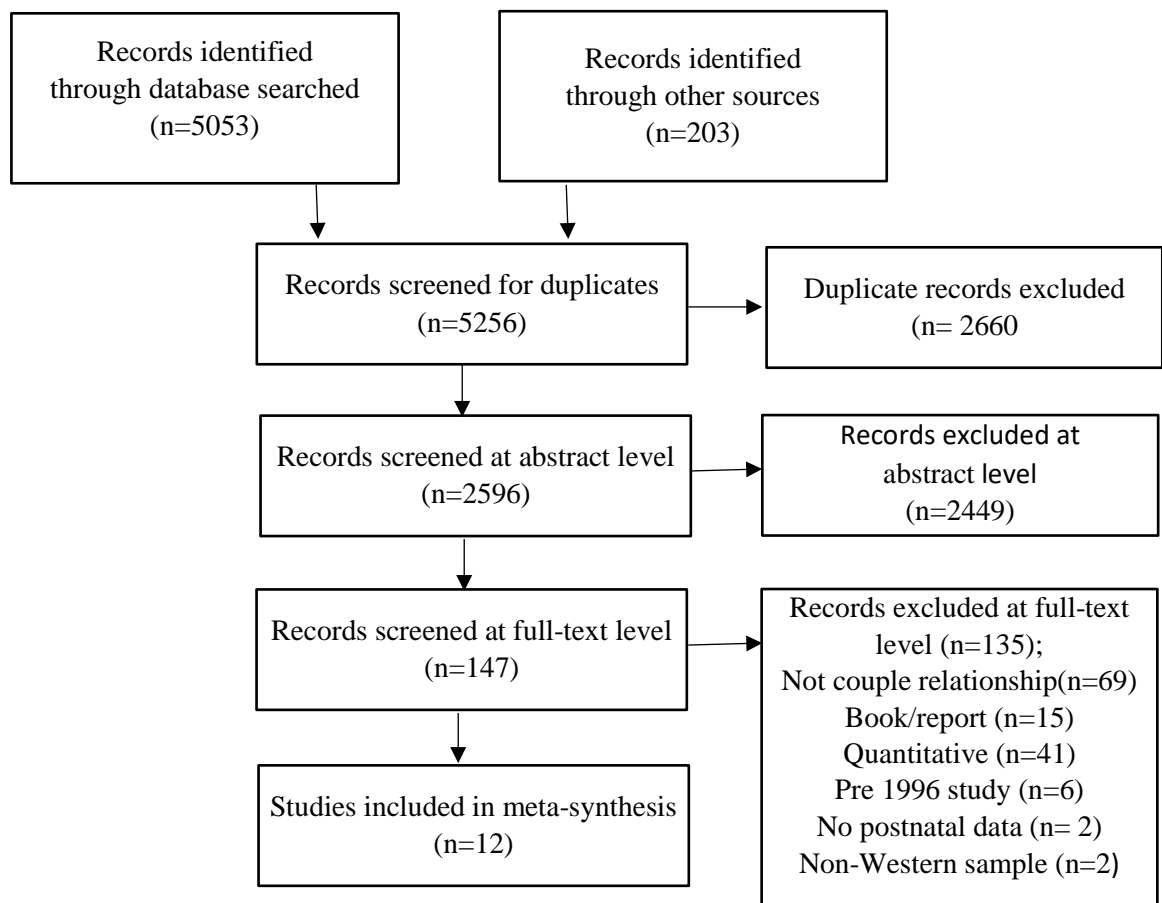 Records identified
through database searched
(n=5053)
Records identified
through other sources
(n=203)
Records screened for duplicates
(n=5256)
Duplicate records excluded
(n= 2660
Records screened at abstract level
(n=2596)
Records excluded at
abstract level
(n=2449)
Records screened at full-text level
(n=147)
Records excluded at full-text
level (n=135);
Not couple relationship(n=69)
Book/report (n=15)
Quantitative (n=41)
Pre 1996 study (n=6)
No postnatal data (n= 2)
Non-Western sample (n=2)
Studies included in meta-synthesis
(n=12)